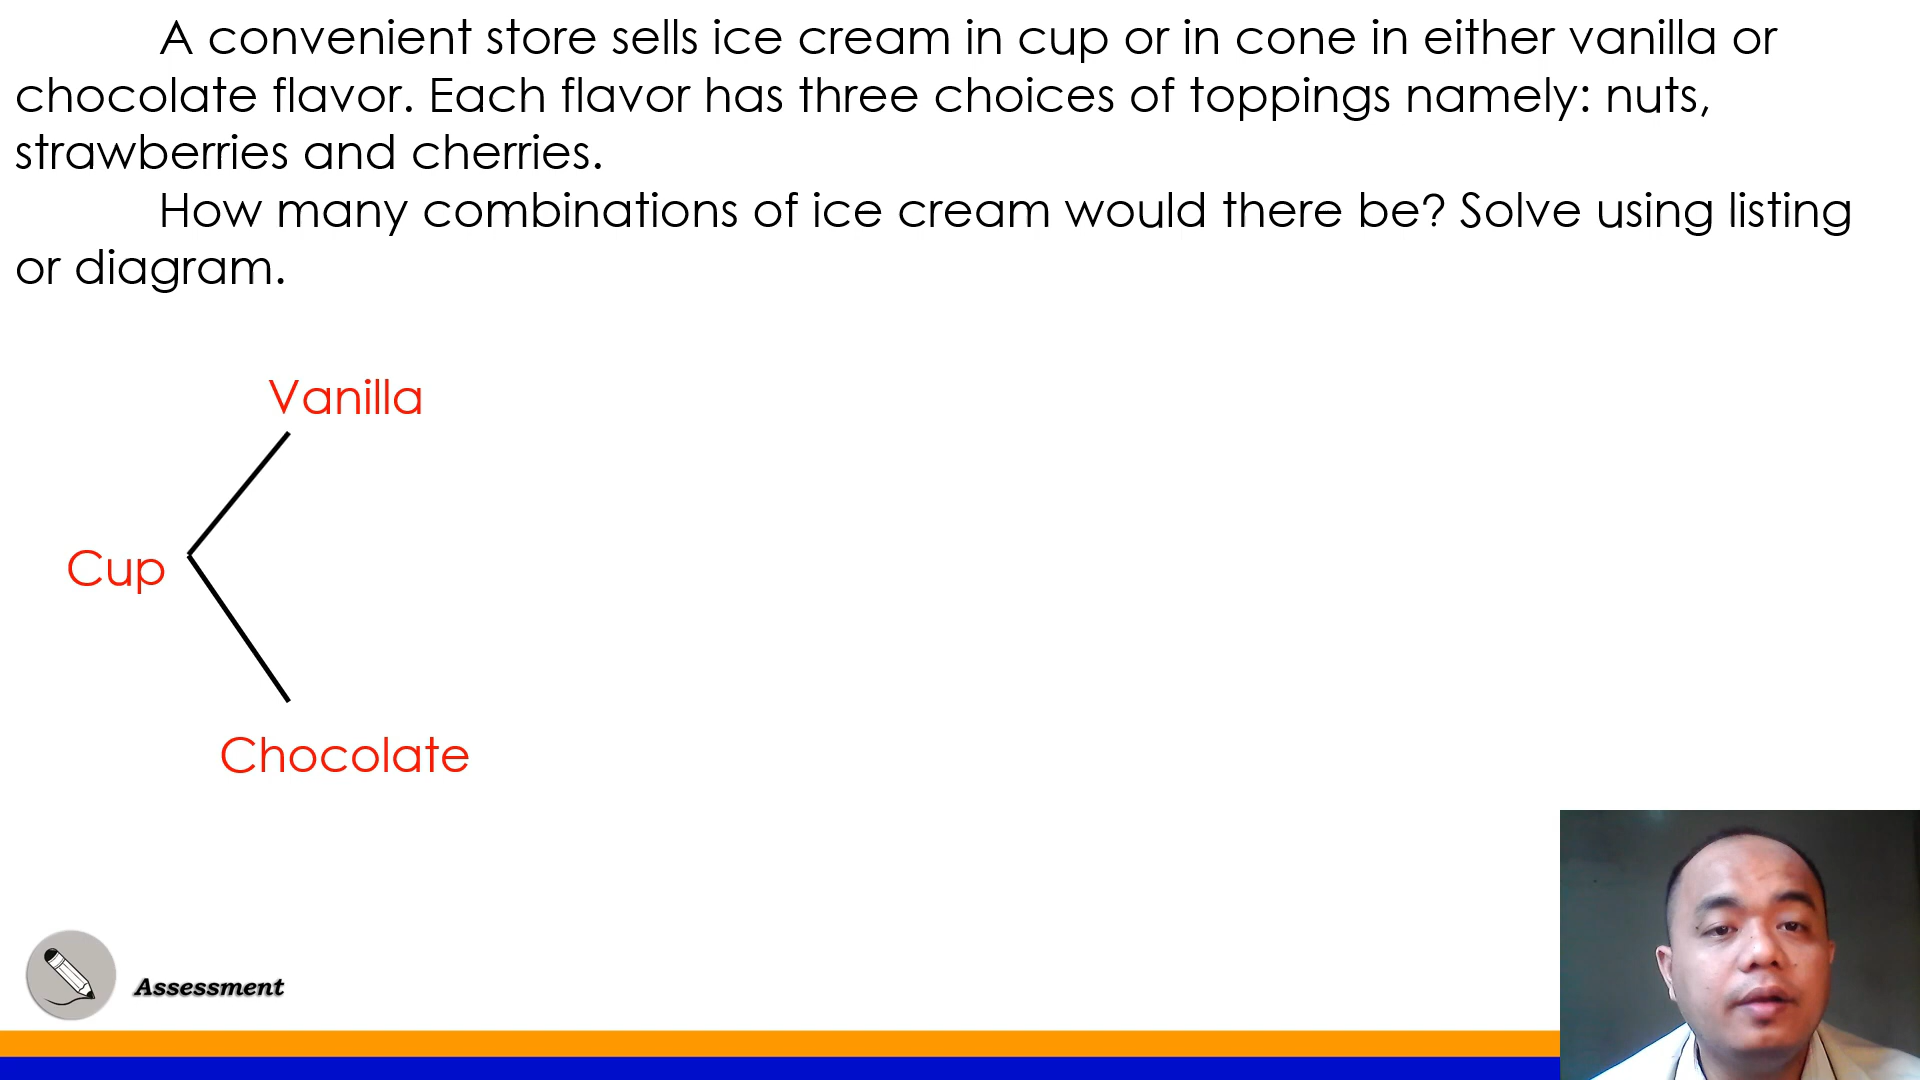 A convenient store sells ice cream in cup or in cone in either vanilla or
chocolate flavor. Each flavor has three choices of toppings namely: nuts,
strawberries and cherries.
How many combinations of ice cream would there be? Solve using listing
or diagram.
Vanilla
Cup
Chocolate
Assessment